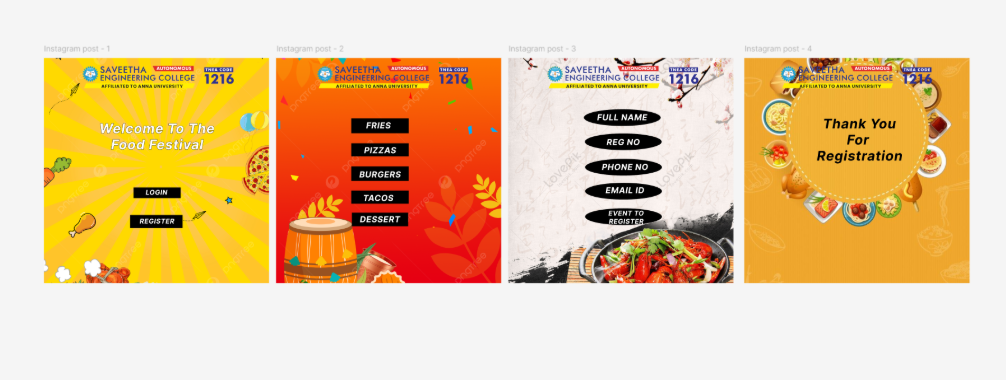 Instagram post - 1
SAVEETHA AUTONOMOUS TNEA CODE
ENGINEERING COLLEGE 1216
AFFILIATED TO ANNA UNIVERSITY
Welcome To The
Food Festival
LOGIN
REGISTER
Instagram post - 2
SAVEETHA AUTONOMOUS TNEA CODE
ENGINEERING COLLEGE 1216
AFFILIATED TO ANNA UNIVERSITY
FRIES
PIZZAS
BURGERS
TACOS
DESSERT
Instagram post - 3
SAVEETHA AUTONOMOUS TNEA CODE
ENGINEERING COLLEGE 1216
AFFILIATED TO ANNA UNIVERSITY
FULL NAME
REG NO
PHONE NO
EMAIL ID
EVENT TO
REGISTER
LovePik
LovePik
Instagram post - 4
SAVEETHA AUTONOMOUS TNEA CODE
ENGINEERING COLLEGE 1216
AFFILIATED TO ANNA UNIVERSITY
Thank You
For
Registration